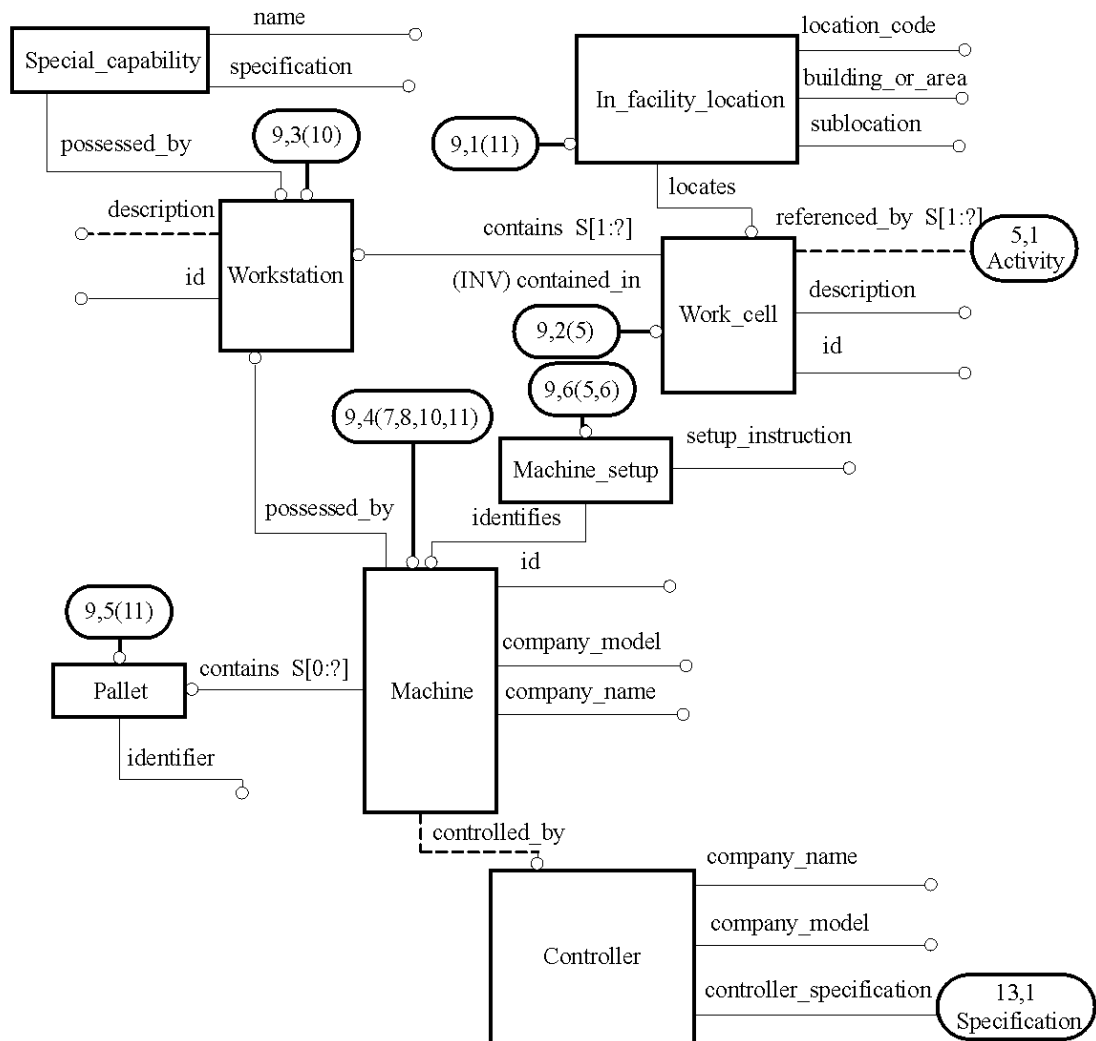 name
Special_capability
specification
possessed_by
9,3(10)
location_code
In_facility_location
building_or_area
sublocation
9,1(11)
locates
description
id
Workstation
contains S[1:?]
(INV) contained_in
referenced_by S[1:?]
5,1
Activity
Work_cell
description
id
9,2(5)
9,6(5,6)
9,4(7,8,10,11)
Machine_setup
setup_instruction
possessed_by
identifies
id
9,5(11)
Pallet
contains S[0:?]
Machine
company_model
company_name
identifier
controlled_by
Controller
company_name
company_model
controller_specification
13,1
Specification